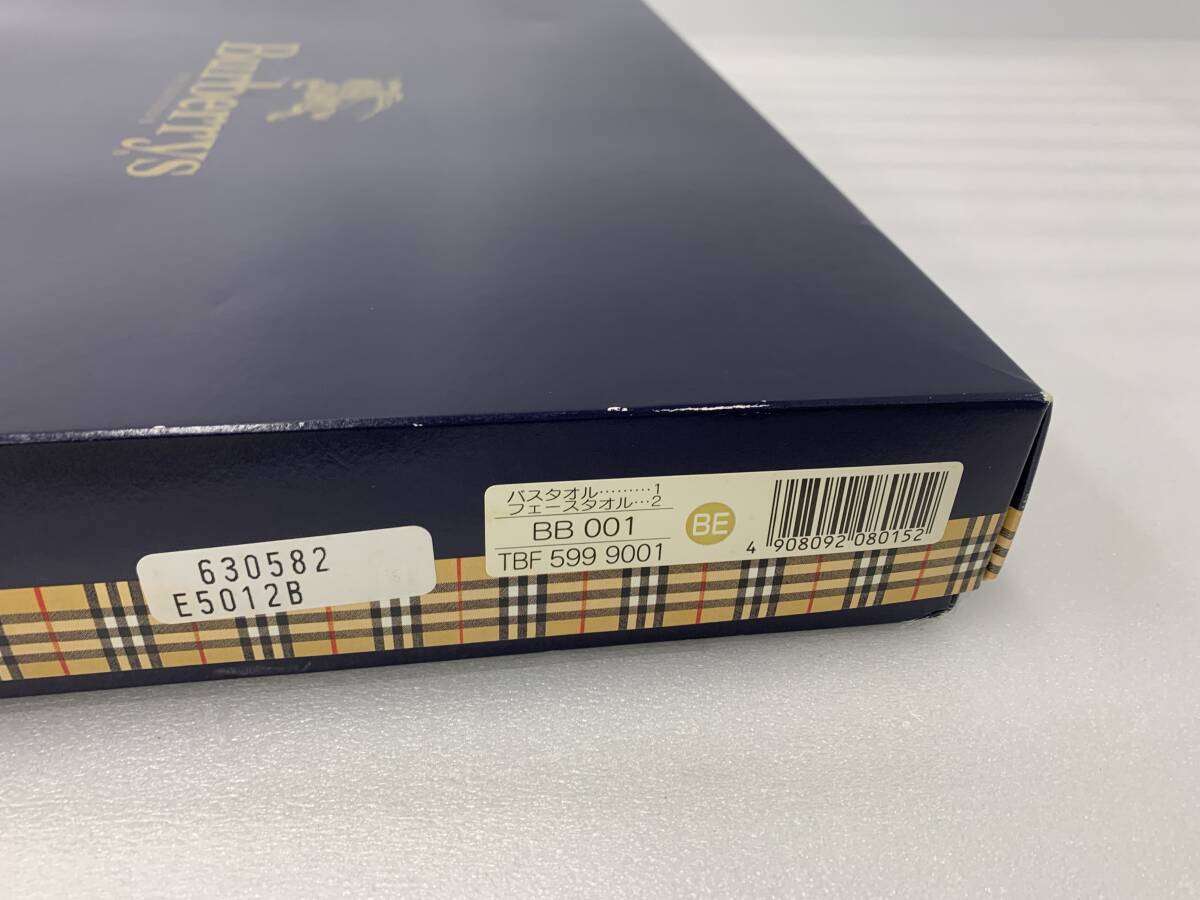 Burberrys
バスタオル………1
フェースタオル…2
BB 001
TBF 599 9001
BE
4 908092 080152
630582
E5012B